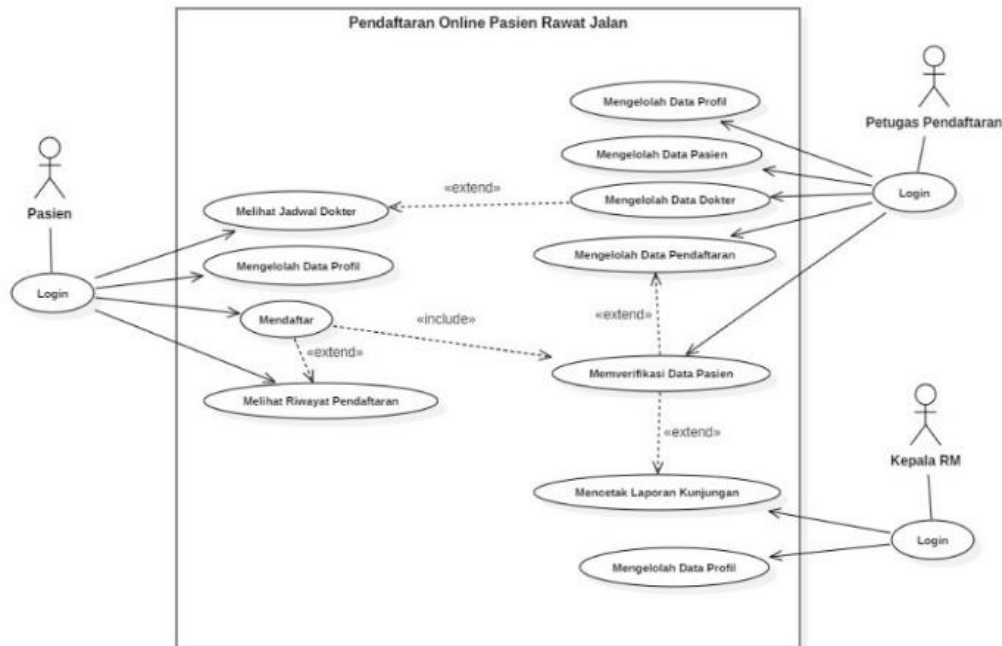 Pendaftaran Online Pasien Rawat Jalan
Mengelolah Data Profil
Petugas Pendaftaran
Mengelolah Data Pasien
«extend»
Mengelolah Data Dokter
Login
Pasien
Melihat Jadwal Dokter
Mengelolah Data Pendaftaran
Mengelolah Data Profil
Login
Mendaftar
«include»
«extend»
«extend»
Memverifikasi Data Pasien
Melihat Riwayat Pendaftaran
«extend»
Kepala RM
Mencetak Laporan Kunjungan
Login
Mengelolah Data Profil